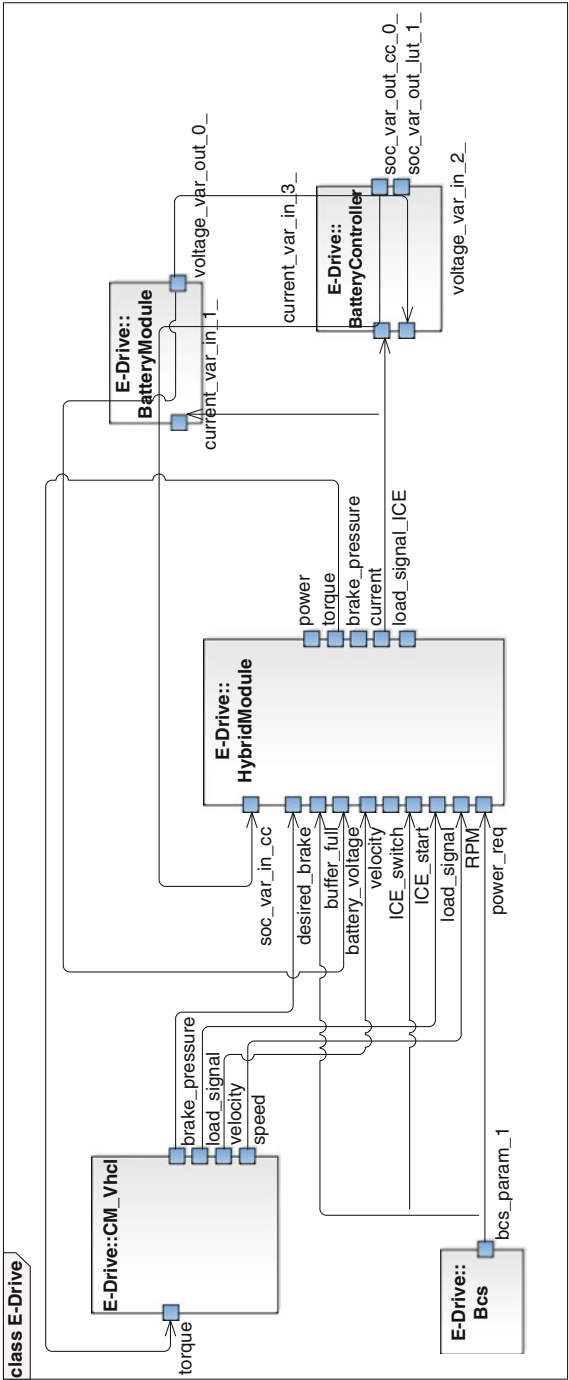 class E-Drive
E-Drive::CM_Vhcl
torque
brake_pressure
load_signal
velocity
speed
E-Drive::
Bcs
bcs_param_1
E-Drive::
HybridModule
soc_var_in_cc
desired_brake
buffer_full
battery_voltage
velocity
ICE_switch
ICE_start
load_signal
RPM
power_req
power
torque
brake_pressure
current
load_signal_ICE
E-Drive::
BatteryModule
current_var_in_1_
voltage_var_out_0_
E-Drive::
BatteryController
current_var_in_3_
voltage_var_in_2_
soc_var_out_cc_0_
soc_var_out_lut_1_